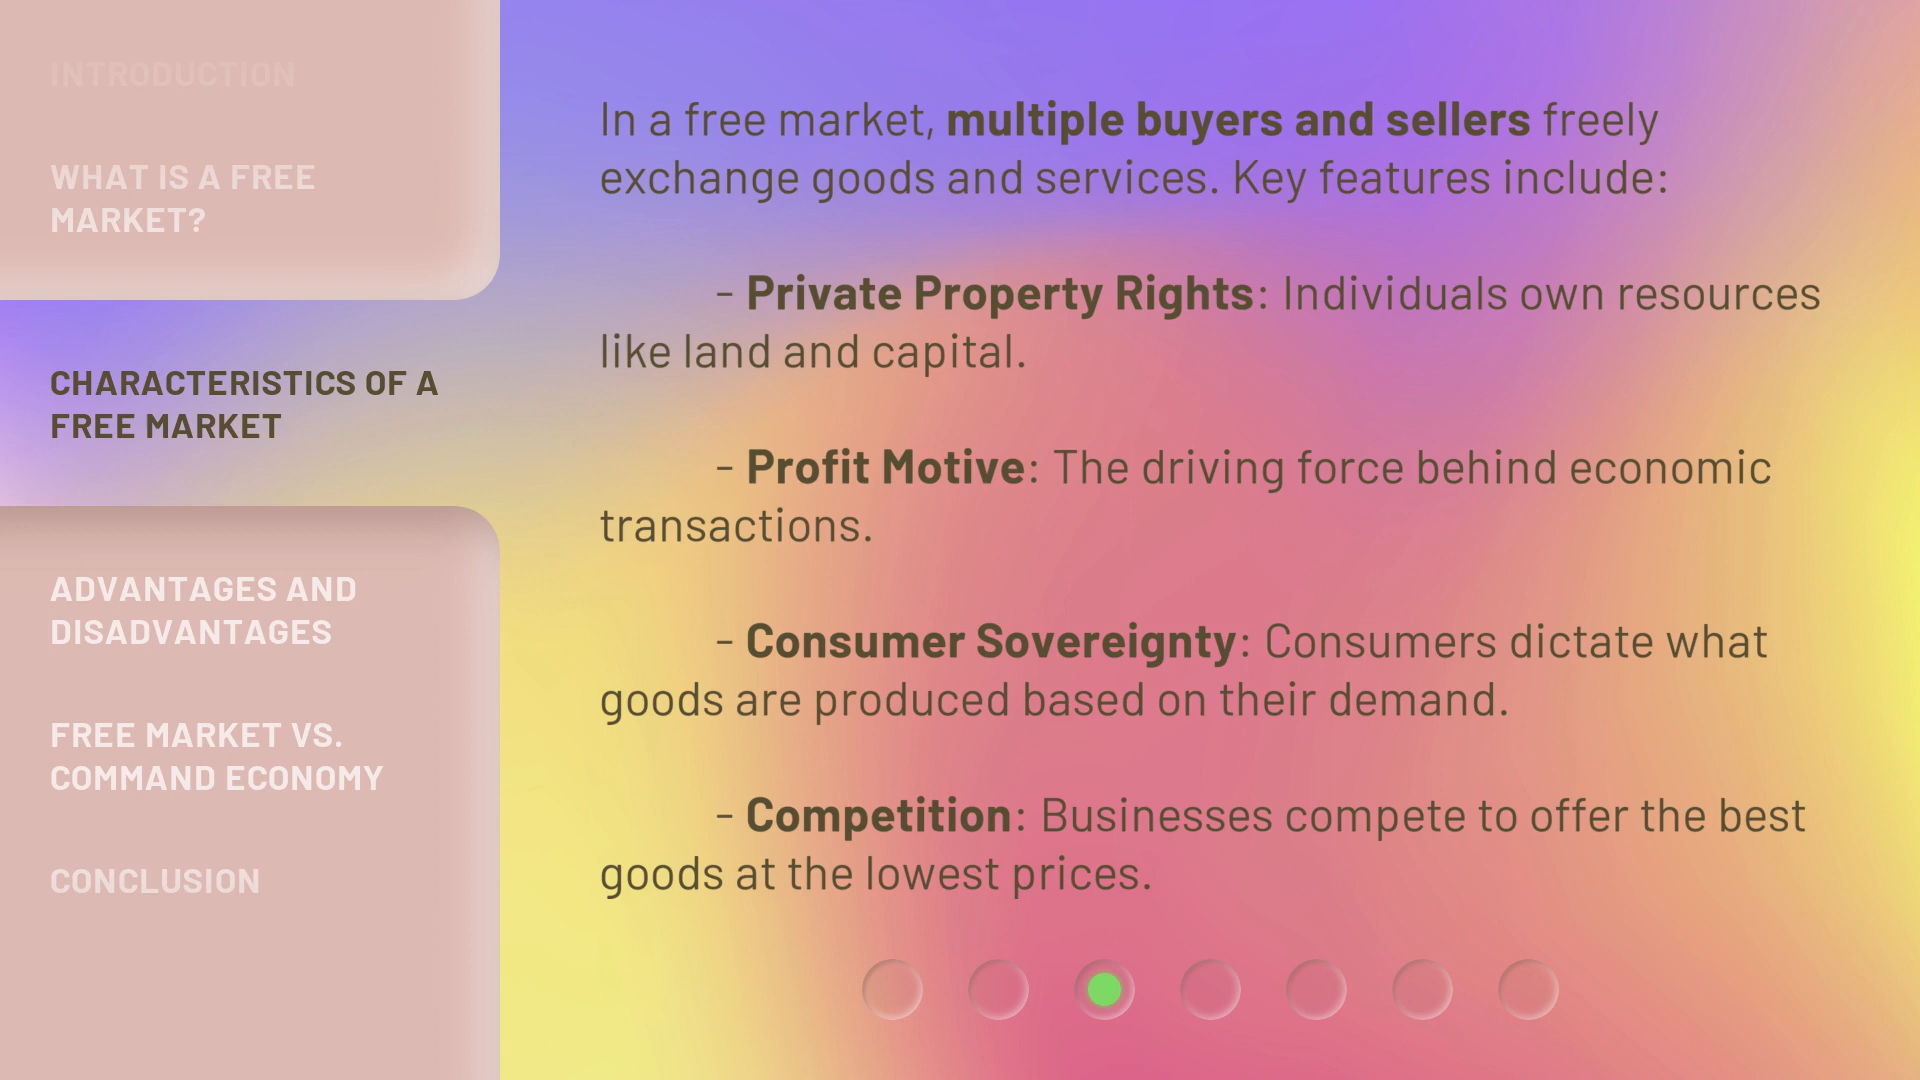 INTRODUCTION
WHAT IS A FREE
MARKET?
CHARACTERISTICS OF A
FREE MARKET
ADVANTAGES AND
DISADVANTAGES
FREE MARKET VS.
COMMAND ECONOMY
CONCLUSION
In a free market, multiple buyers and sellers freely
exchange goods and services. Key features include:
- Private Property Rights: Individuals own resources
like land and capital.
- Profit Motive: The driving force behind economic
transactions.
- Consumer Sovereignty: Consumers dictate what
goods are produced based on their demand.
- Competition: Businesses compete to offer the best
goods at the lowest prices.